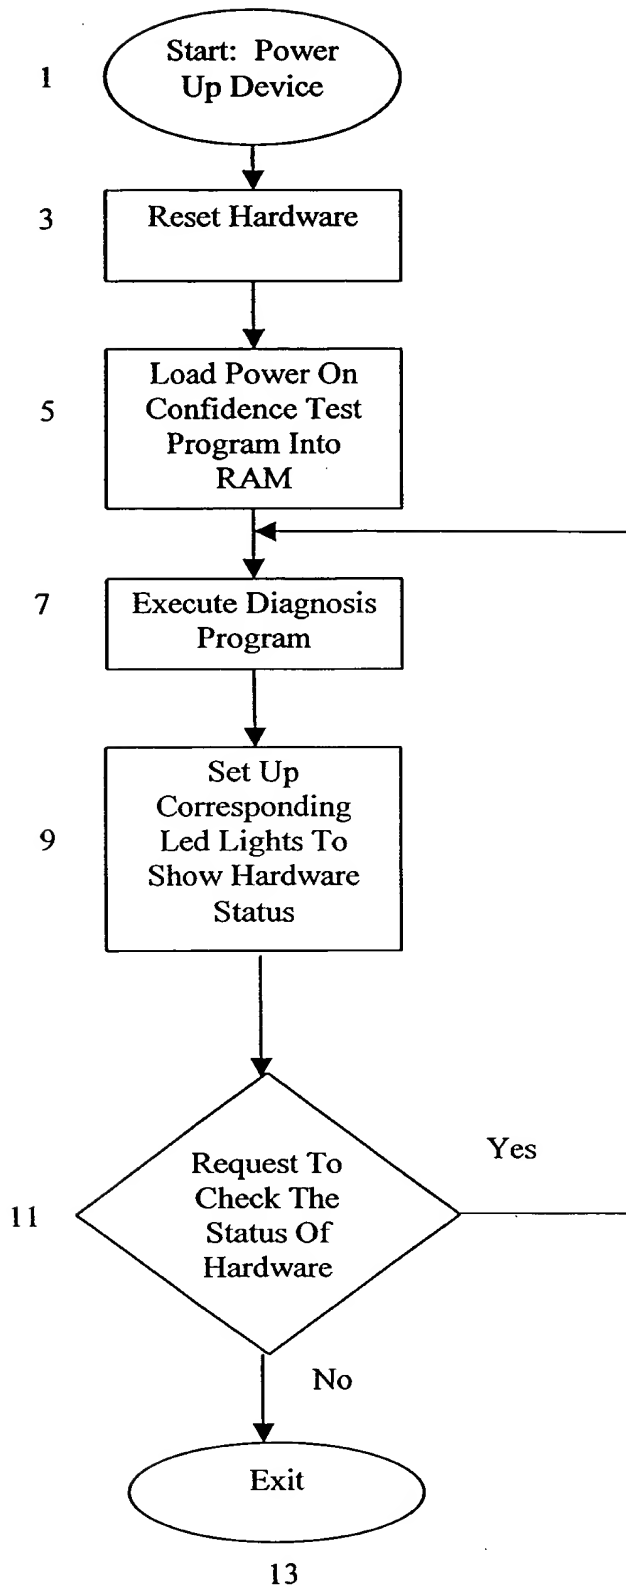 Start: Power
Up Device
1
Reset Hardware
3
Load Power On
Confidence Test
Program Into
RAM
5
Execute Diagnosis
Program
7
Set Up
Corresponding
Led Lights To
Show Hardware
Status
9
Request To
Check The
Status Of
Hardware
11
Yes
No
Exit
13